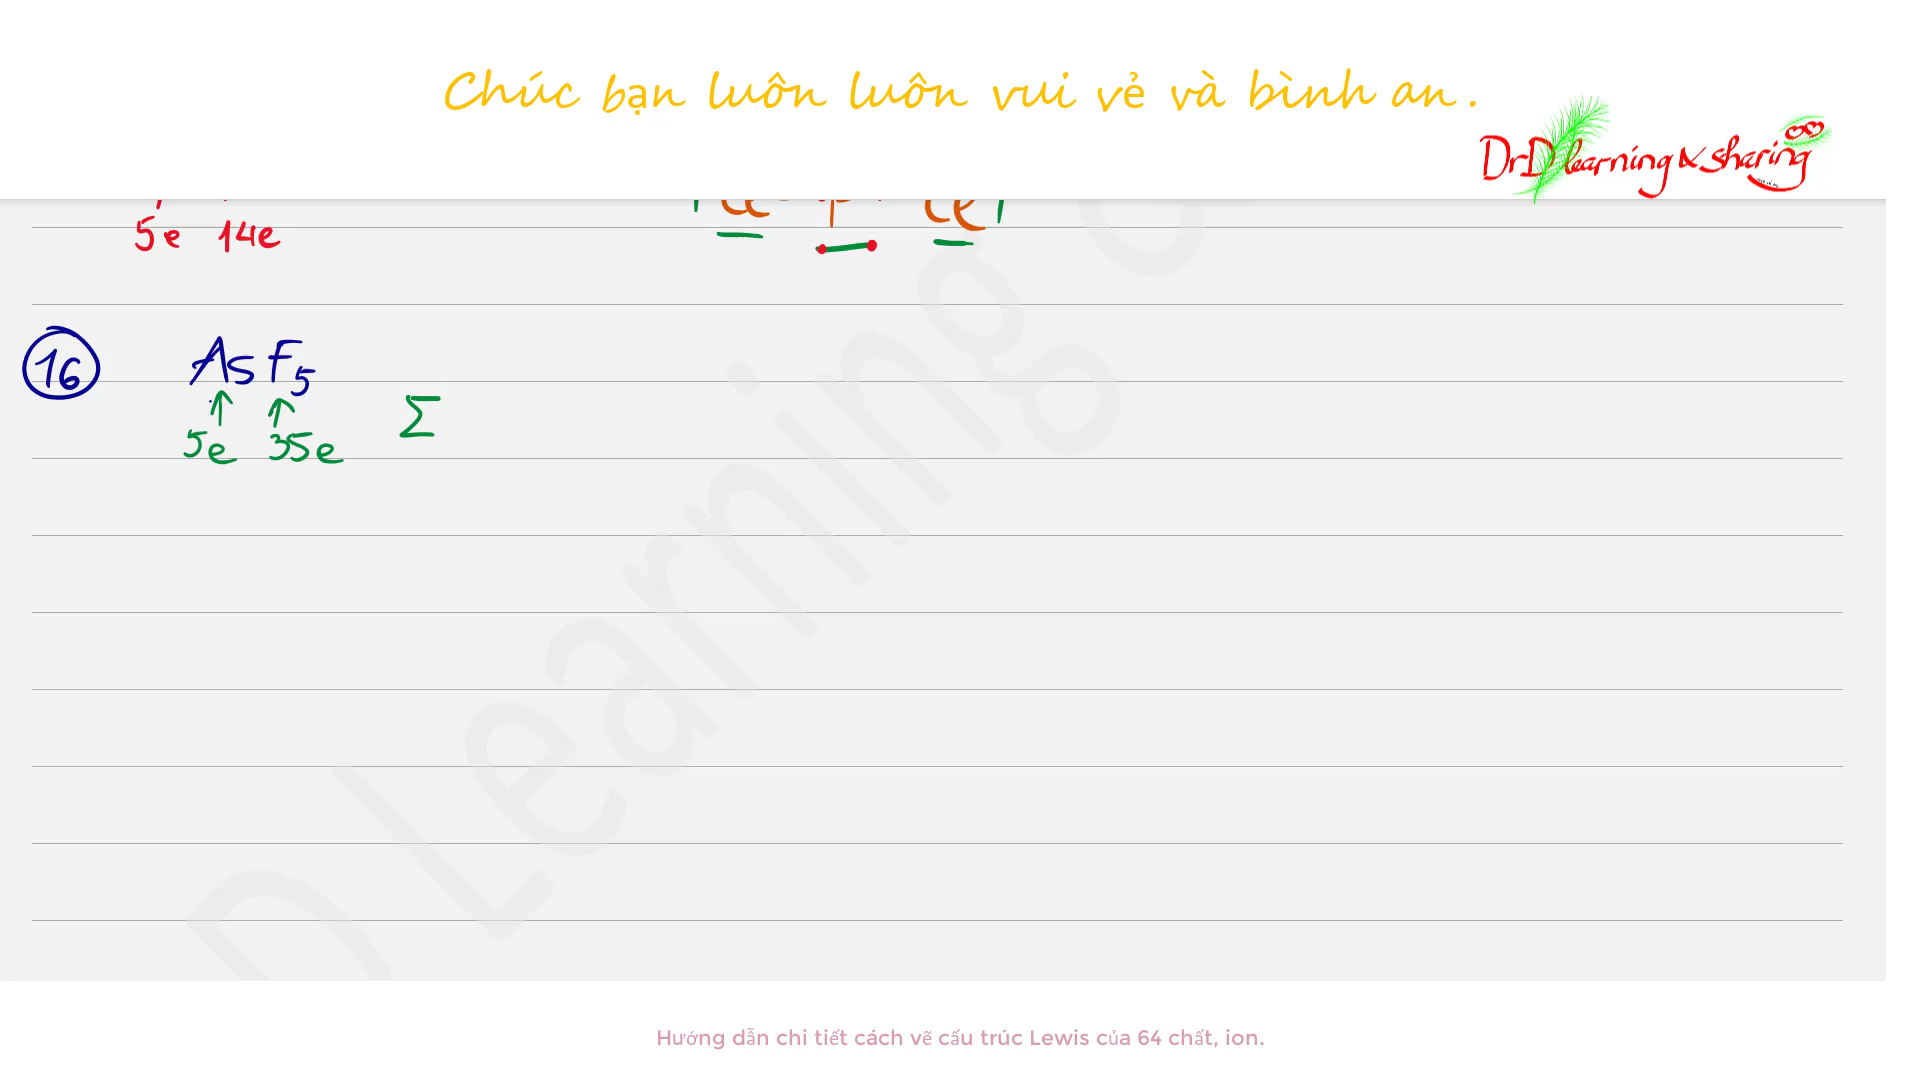 Chúc bạn luôn luôn vui vẻ và bình an.
DrD learning & sharing
5e 14e
16 AsF5
5e 35e Σ
D Learning
Hướng dẫn chi tiết cách vẽ cấu trúc Lewis của 64 chất, ion.